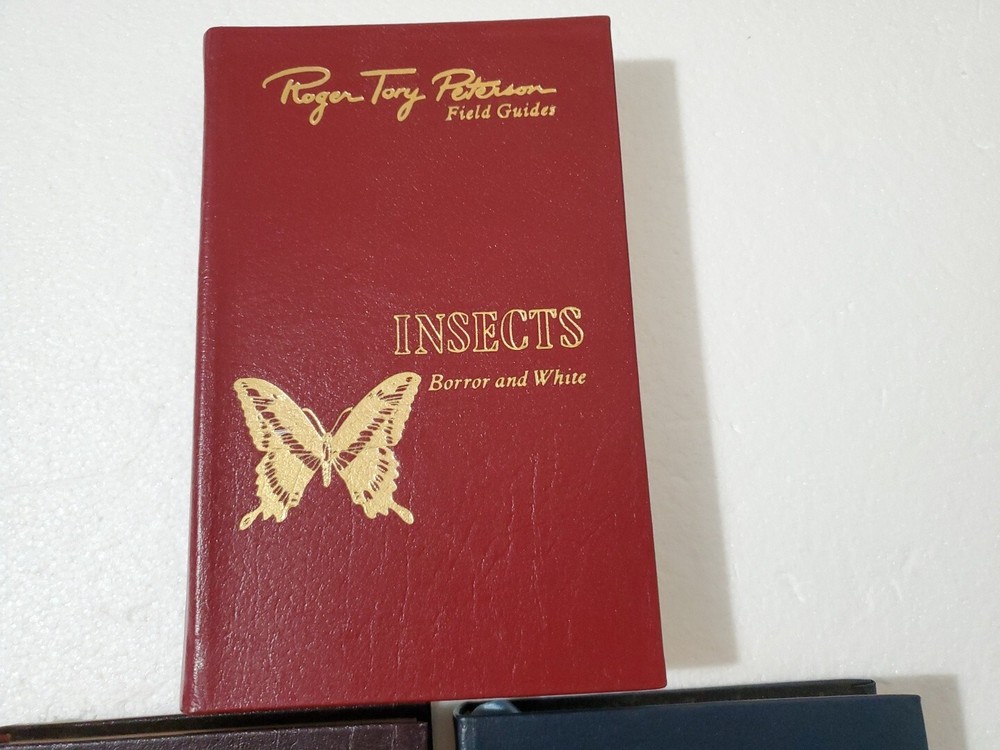 Roger Tory Peterson
Field Guides
INSECTS
Borror and White